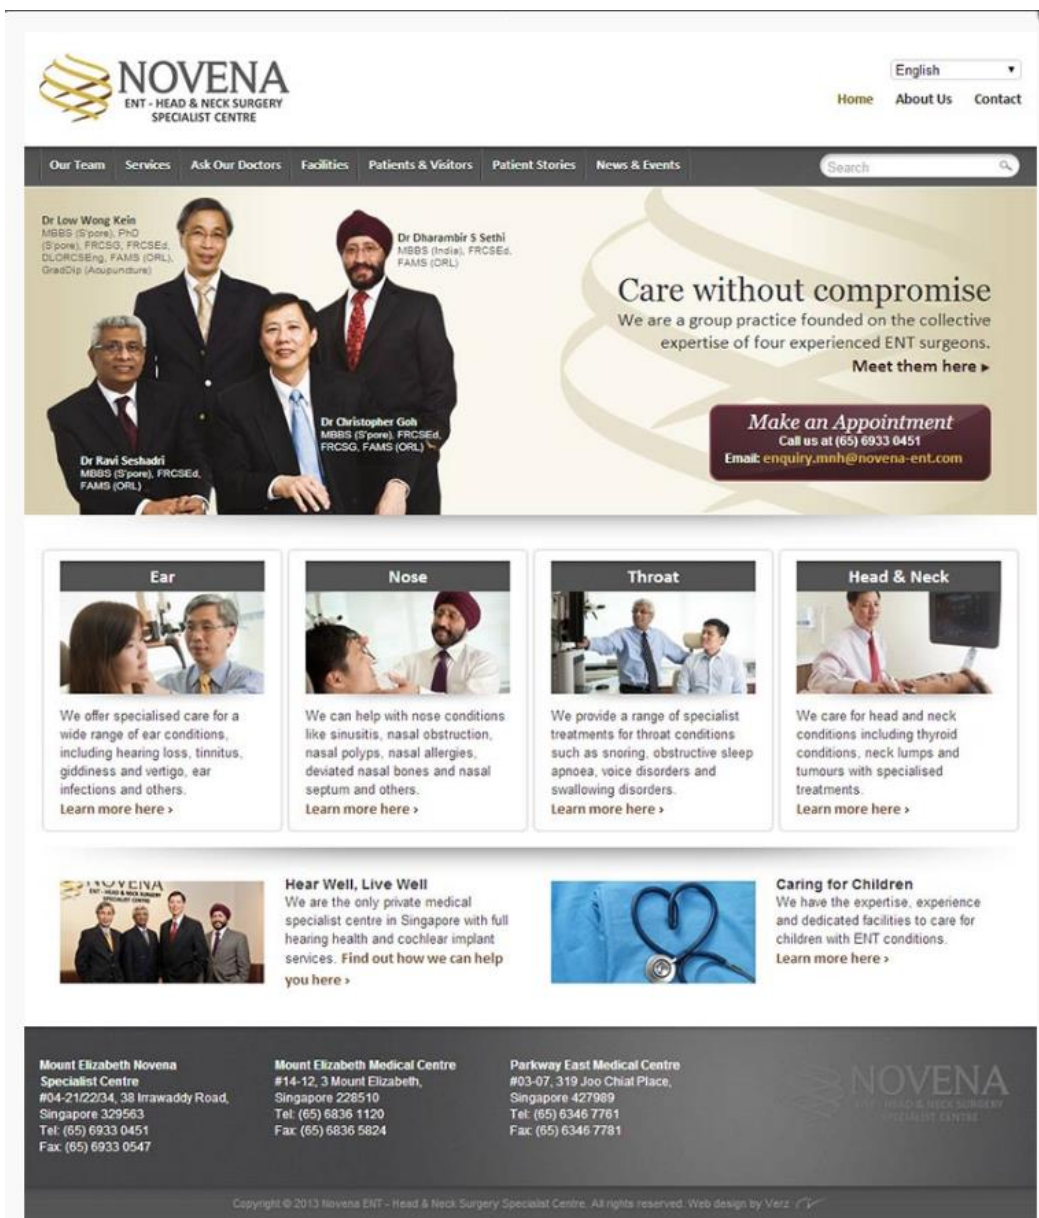 NOVENA
ENT - HEAD & NECK SURGERY
SPECIALIST CENTRE
English
Home About Us Contact
Our Team Services Ask Our Doctors Facilities Patients & Visitors Patient Stories News & Events Search
Dr Low Wong Kein
MBBS (S'pore), PhD
(S'pore), FRCSG, FRCSEd,
DLORCSEng, FAMS (ORL),
GradDip (Acupuncture)
Dr Dharambir S Sethi
MBBS (India), FRCSEd,
FAMS (ORL)
Dr Christopher Goh
MBBS (S'pore), FRCSEd,
FRCSG, FAMS (ORL)
Dr Ravi Seshadri
MBBS (S'pore), FRCSEd,
FAMS (ORL)
Care without compromise
We are a group practice founded on the collective
expertise of four experienced ENT surgeons.
Meet them here ▸
Make an Appointment
Call us at (65) 6933 0451
Email: enquiry.mnh@novena-ent.com
Ear
We offer specialised care for a
wide range of ear conditions,
including hearing loss, tinnitus,
giddiness and vertigo, ear
infections and others.
Learn more here ›
Nose
We can help with nose conditions
like sinusitis, nasal obstruction,
nasal polyps, nasal allergies,
deviated nasal bones and nasal
septum and others.
Learn more here ›
Throat
We provide a range of specialist
treatments for throat conditions
such as snoring, obstructive sleep
apnoea, voice disorders and
swallowing disorders.
Learn more here ›
Head & Neck
We care for head and neck
conditions including thyroid
conditions, neck lumps and
tumours with specialised
treatments.
Learn more here ›
NOVENA
ENT - HEAD & NECK SURGERY
SPECIALIST CENTRE
Hear Well, Live Well
We are the only private medical
specialist centre in Singapore with full
hearing health and cochlear implant
services. Find out how we can help
you here ›
Caring for Children
We have the expertise, experience
and dedicated facilities to care for
children with ENT conditions.
Learn more here ›
Mount Elizabeth Novena
Specialist Centre
#04-21/22/34, 38 Irrawaddy Road,
Singapore 329563
Tel: (65) 6933 0451
Fax: (65) 6933 0547
Mount Elizabeth Medical Centre
#14-12, 3 Mount Elizabeth,
Singapore 228510
Tel: (65) 6836 1120
Fax: (65) 6836 5824
Parkway East Medical Centre
#03-07, 319 Joo Chiat Place,
Singapore 427989
Tel: (65) 6346 7761
Fax: (65) 6346 7781
NOVENA
ENT - HEAD & NECK SURGERY
SPECIALIST CENTRE
Copyright © 2013 Novena ENT - Head & Neck Surgery Specialist Centre. All rights reserved. Web design by Verz